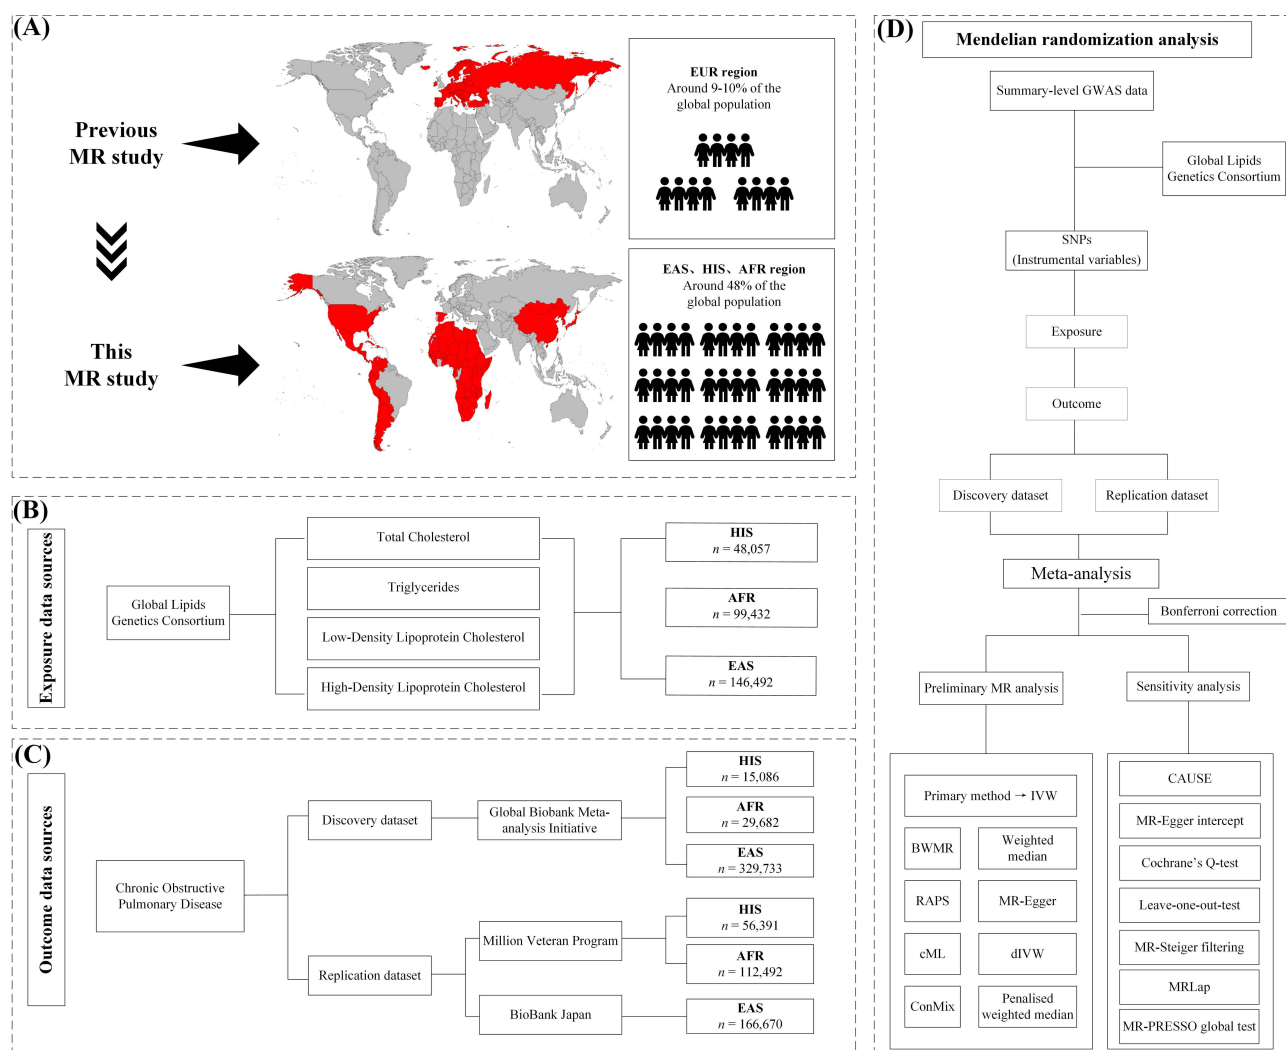 (A)
Previous
MR study
EUR region
Around 9-10% of the
global population
This
MR study
EAS、HIS、AFR region
Around 48% of the
global population
(B)
Exposure data sources
Global Lipids
Genetics Consortium
Total Cholesterol
Triglycerides
Low-Density Lipoprotein Cholesterol
High-Density Lipoprotein Cholesterol
HIS
n = 48,057
AFR
n = 99,432
EAS
n = 146,492
(C)
Outcome data sources
Chronic Obstructive
Pulmonary Disease
Discovery dataset
Global Biobank Meta-
analysis Initiative
HIS
n = 15,086
AFR
n = 29,682
EAS
n = 329,733
Replication dataset
Million Veteran Program
HIS
n = 56,391
AFR
n = 112,492
BioBank Japan
EAS
n = 166,670
(D)
Mendelian randomization analysis
Summary-level GWAS data
Global Lipids
Genetics Consortium
SNPs
(Instrumental variables)
Exposure
Outcome
Discovery dataset
Replication dataset
Meta-analysis
Bonferroni correction
Preliminary MR analysis
Sensitivity analysis
Primary method → IVW
BWMR
Weighted
median
RAPS
MR-Egger
cML
dIVW
ConMix
Penalised
weighted median
CAUSE
MR-Egger intercept
Cochrane’s Q-test
Leave-one-out-test
MR-Steiger filtering
MRLap
MR-PRESSO global test